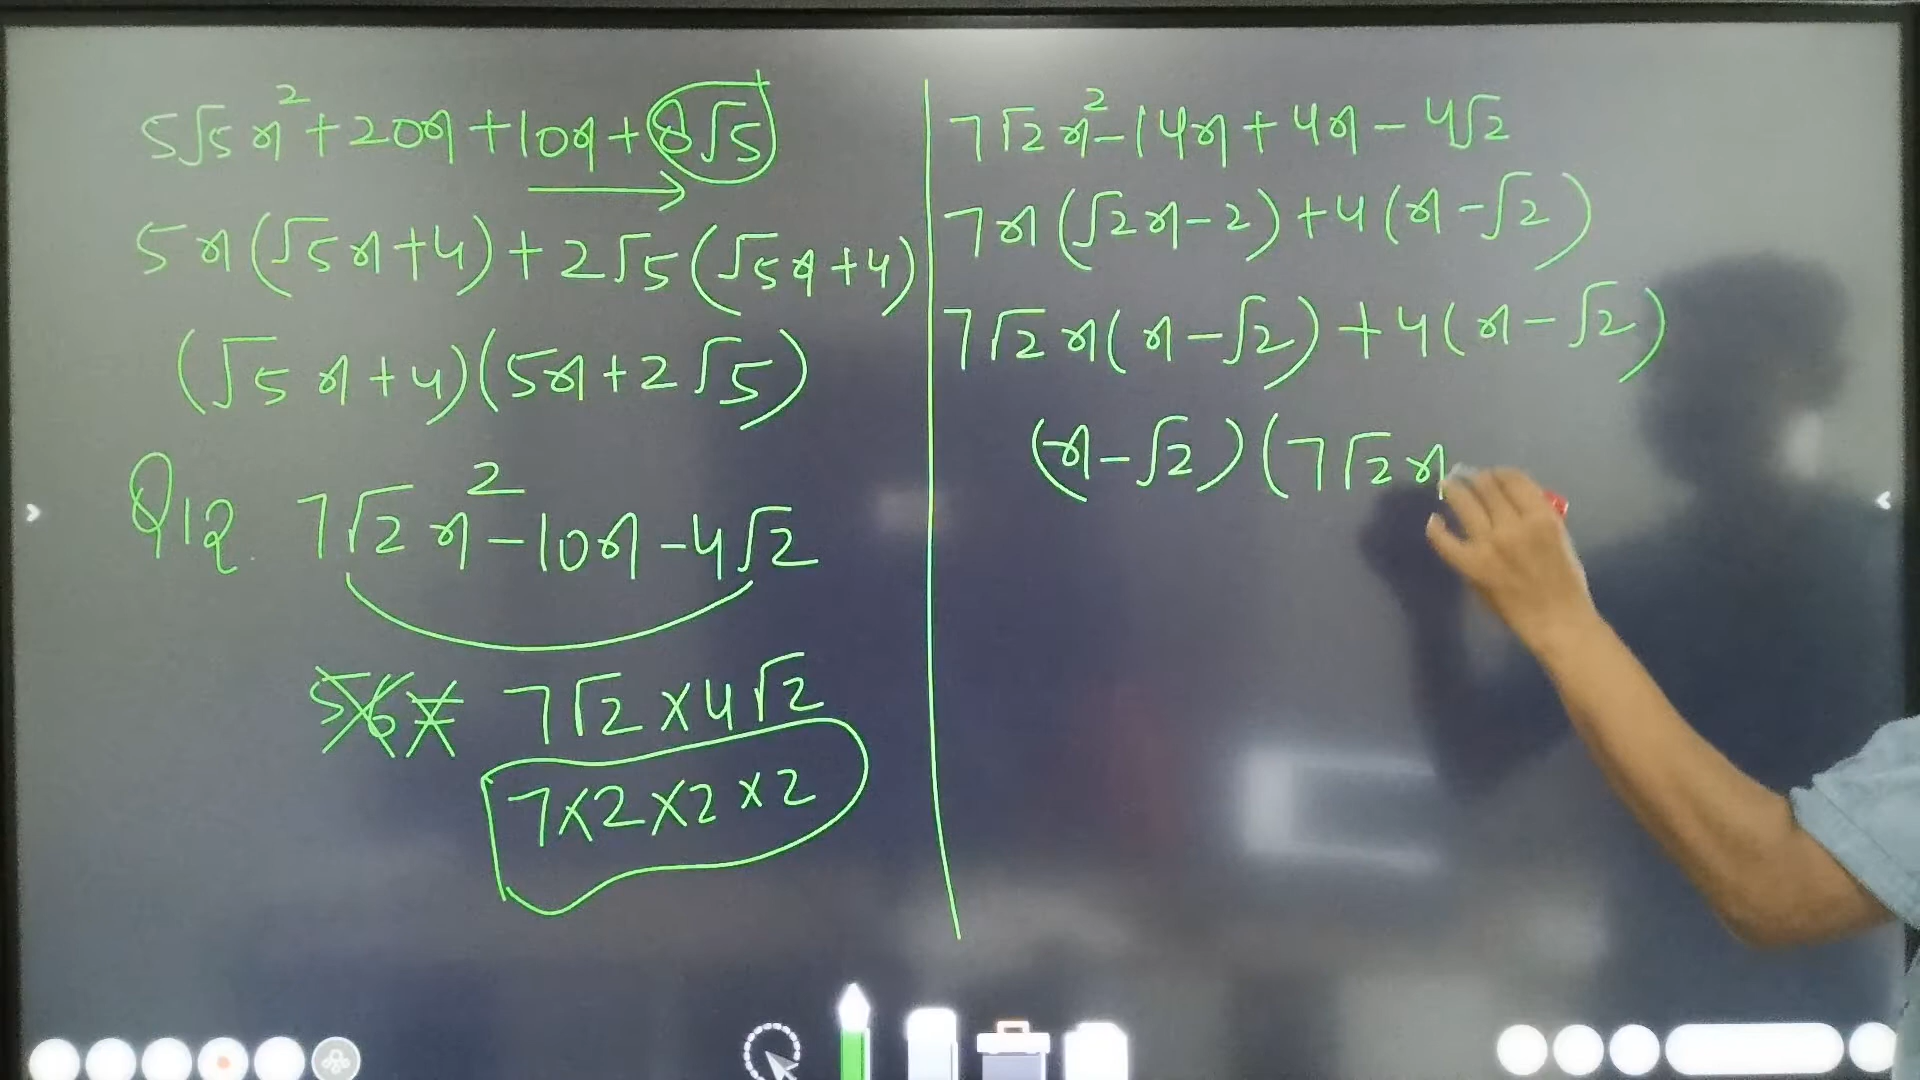 5√5x²+20x+10x+8√5
5x(√5x+4)+2√5(√5x+4)
(√5x+4)(5x+2√5)
Q12. 7√2x²-10x-4√2
7√2×4√2
7×2×2×2
7√2x²-14x+4x-4√2
7x(√2x-2)+4(x-√2)
7√2x(x-√2)+4(x-√2)
(x-√2)(7√2x